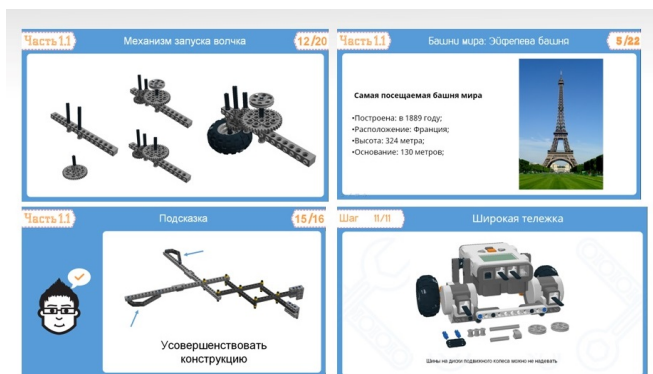 Часть 1.1
Механизм запуска волчка
12/20
Часть 1.1
Башни мира: Эйфелева башня
5/22
Самая посещаемая башня мира
•Построена: в 1889 году;
•Расположение: Франция;
•Высота: 324 метра;
•Основание: 130 метров;
Часть 1.1
Подсказка
15/16
Усовершенствовать
конструкцию
Шаг 11/11
Широкая тележка
Шины на диски подвижного колеса можно не надевать